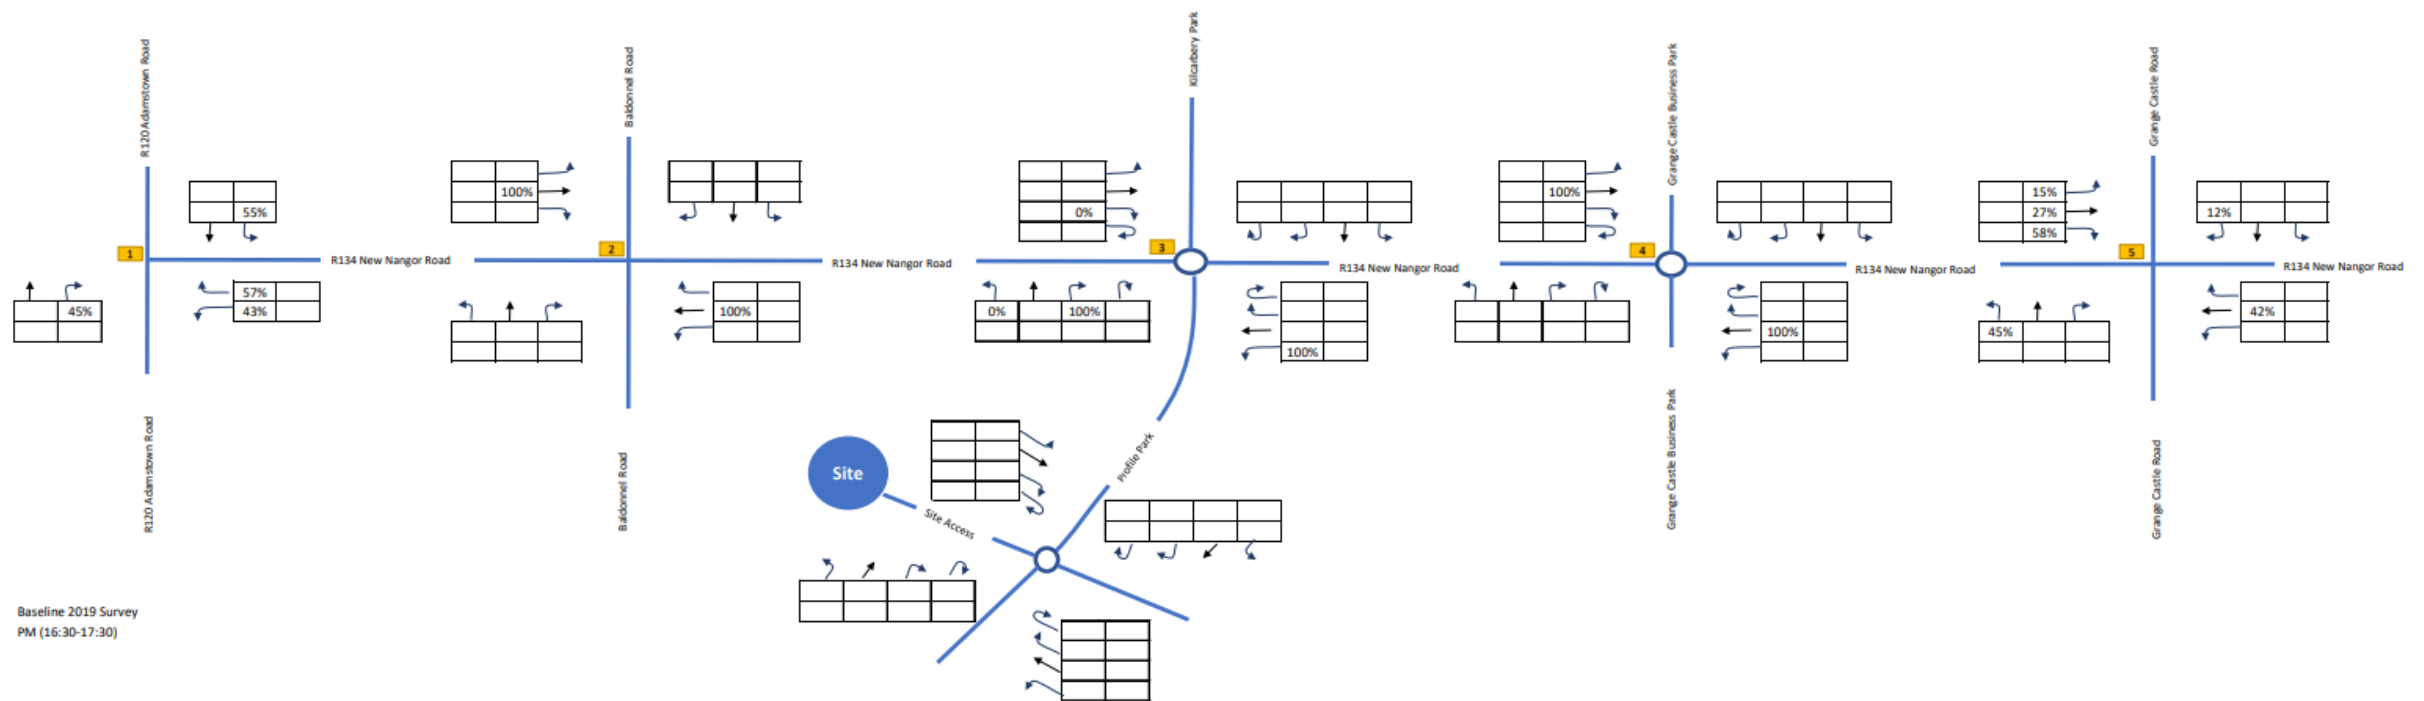 R120 Adamstown Road
Baldonnel Road
Kilcarbery Park
Grange Castle Business Park
Grange Castle Road
55%
100%
0%
100%
15%
27%
58%
12%
1
2
3
4
5
R134 New Nangor Road
R134 New Nangor Road
R134 New Nangor Road
R134 New Nangor Road
R134 New Nangor Road
45%
57%
43%
100%
0%
100%
100%
100%
45%
42%
R120 Adamstown Road
Baldonnel Road
Profile Park
Grange Castle Business Park
Grange Castle Road
Site
Site Access
Baseline 2019 Survey
PM (16:30-17:30)